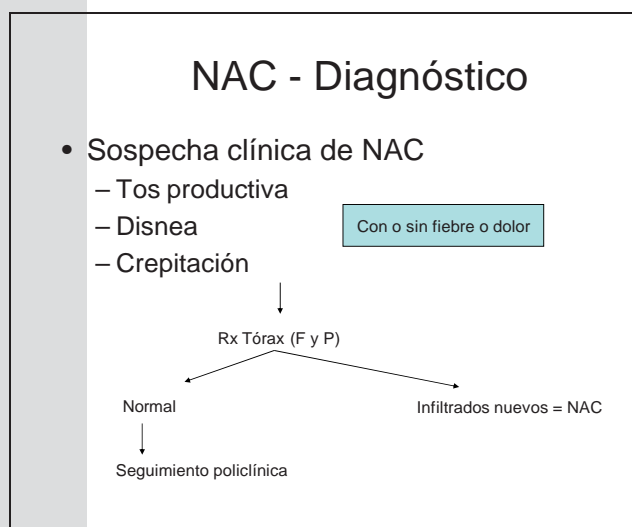 NAC - Diagnóstico
• Sospecha clínica de NAC
– Tos productiva
– Disnea
– Crepitación
Con o sin fiebre o dolor
Rx Tórax (F y P)
Normal
Infiltrados nuevos = NAC
Seguimiento policlínica